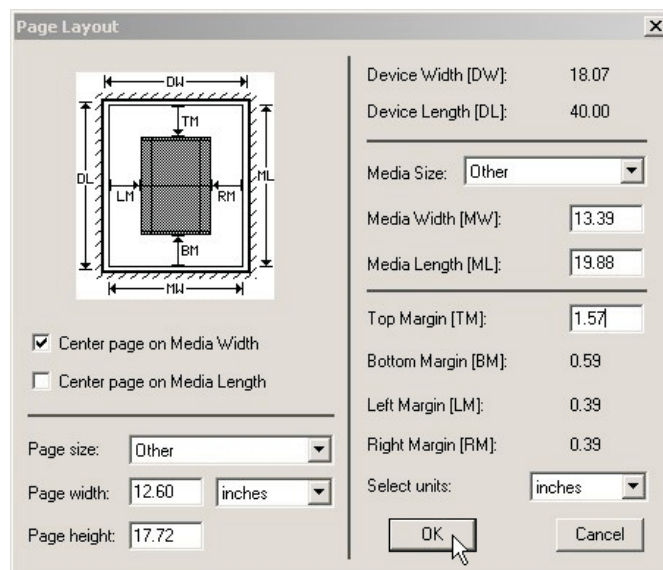 Page Layout
DW
TM
DL
ML
LM
RM
BM
MW
Center page on Media Width
Center page on Media Length
Page size: Other
Page width: 12.60 inches
Page height: 17.72
Device Width [DW]: 18.07
Device Length [DL]: 40.00
Media Size: Other
Media Width [MW]: 13.39
Media Length [ML]: 19.88
Top Margin [TM]: 1.57
Bottom Margin [BM]: 0.59
Left Margin [LM]: 0.39
Right Margin [RM]: 0.39
Select units: inches
OK Cancel